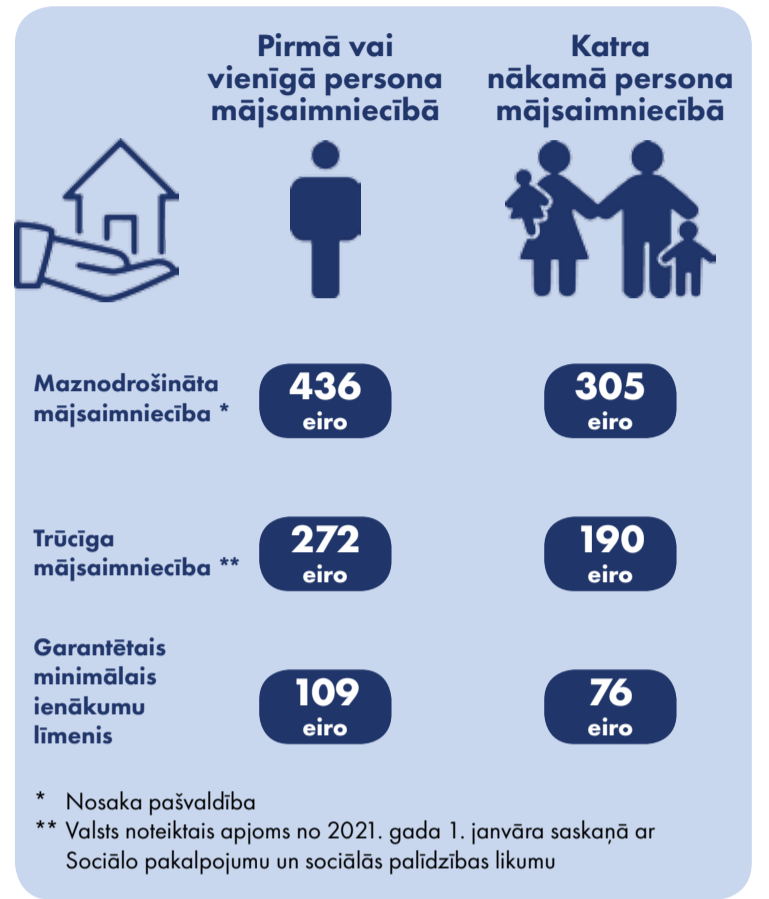 Pirmā vai
vienīgā persona
mājsaimniecībā
Katra
nākamā persona
mājsaimniecībā
Maznodrošināta
mājsaimniecība *
436
eiro
305
eiro
Trūcīga
mājsaimniecība **
272
eiro
190
eiro
Garantētais
minimālais
ienākumu
līmenis
109
eiro
76
eiro
* Nosaka pašvaldība
** Valsts noteiktais apjoms no 2021. gada 1. janvāra saskaņā ar
Sociālo pakalpojumu un sociālās palīdzības likumu